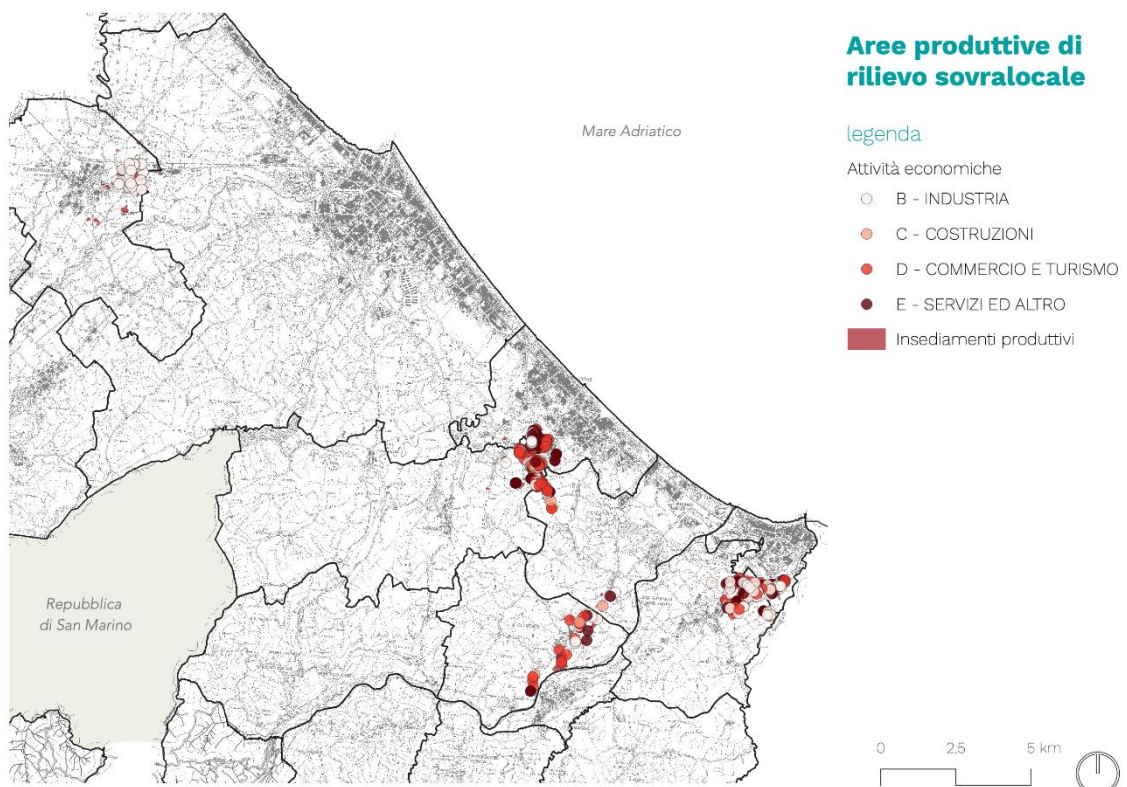 Aree produttive di
rilievo sovralocale
Mare Adriatico
legenda
Attività economiche
B - INDUSTRIA
C - COSTRUZIONI
D - COMMERCIO E TURISMO
E - SERVIZI ED ALTRO
Insediamenti produttivi
Repubblica
di San Marino
0 2.5 5 km